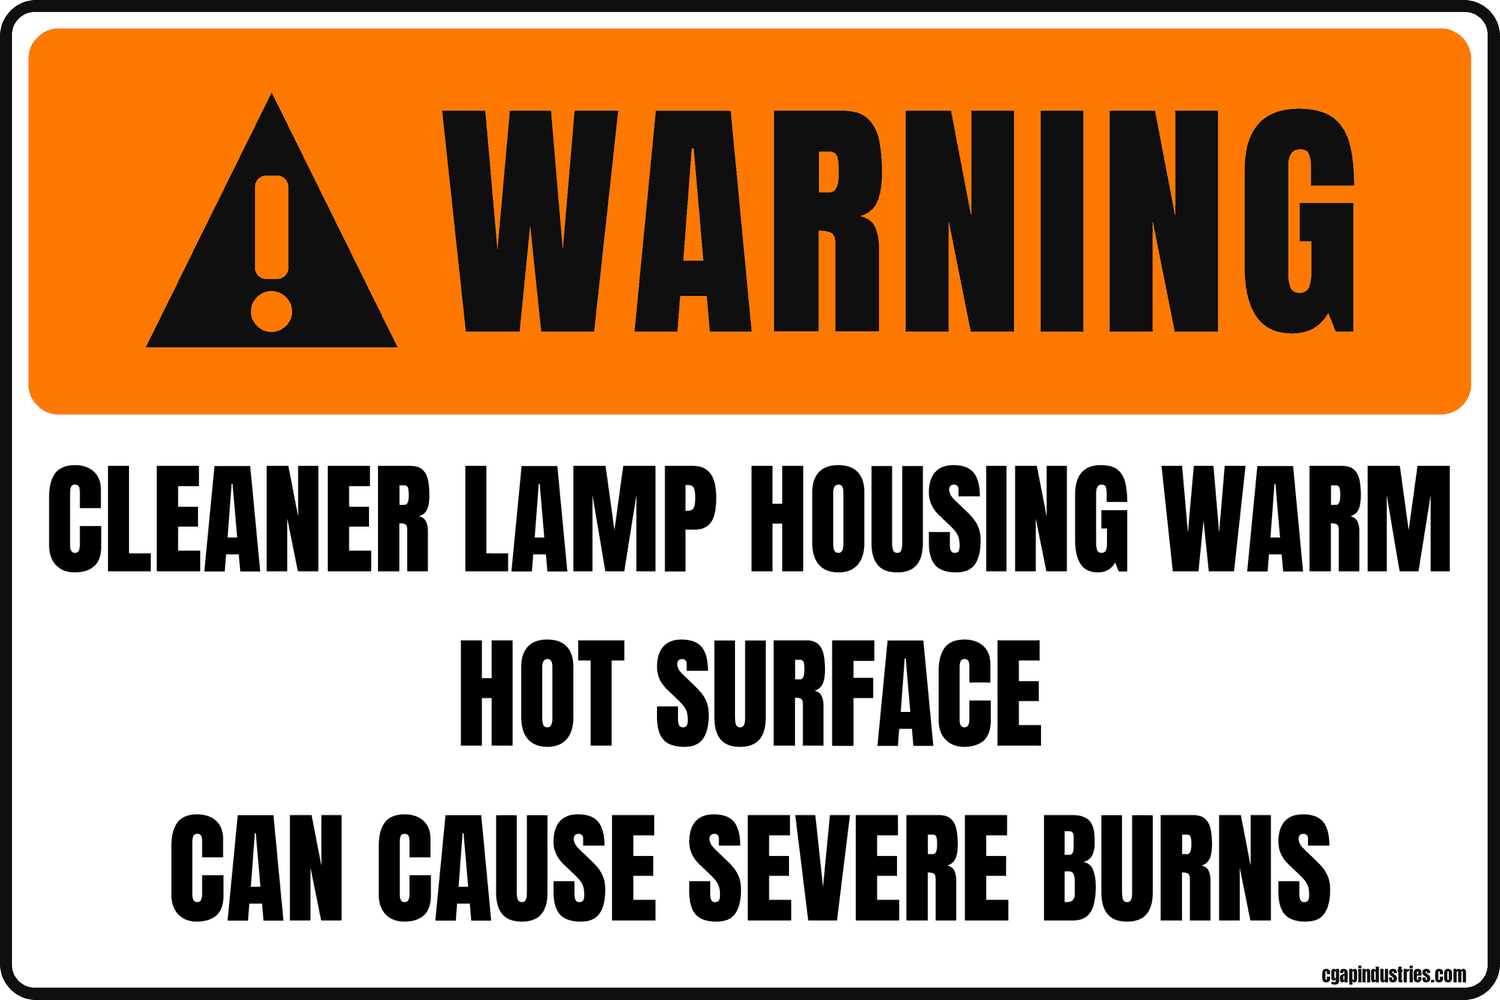 WARNING
CLEANER LAMP HOUSING WARM
HOT SURFACE
CAN CAUSE SEVERE BURNS
cgapindustries.com